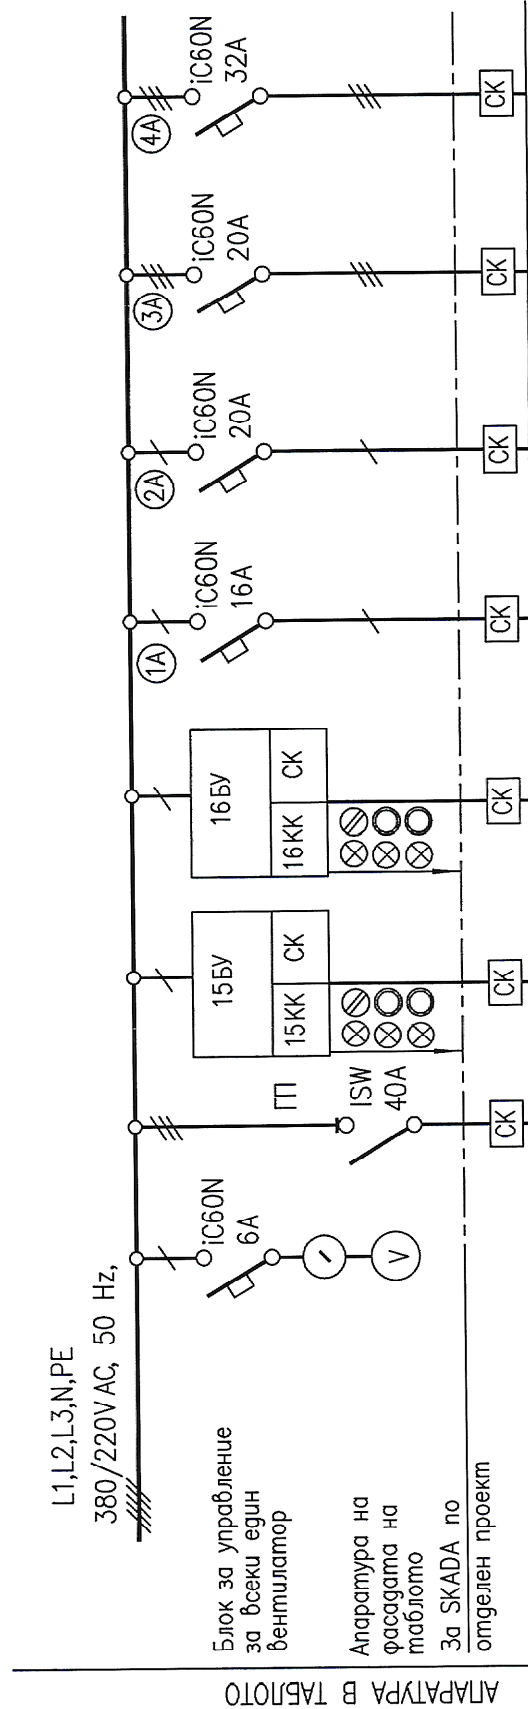 L1,L2,L3,N,PE
380/220VAC, 50 Hz,
iC60N
6A
V
ГП
ISW
40A
СК
15БУ
15КК
СК
СК
16БУ
16КК
СК
СК
1A
iC60N
16A
СК
2A
iC60N
20A
СК
3A
iC60N
20A
СК
4A
iC60N
32A
СК
Блок за управление
за всеки един
вентилатор
Апаратура на
фасадата на
таблото
За SKADA по
отделен проект
АПАРАТУРА В ТАБЛОТО